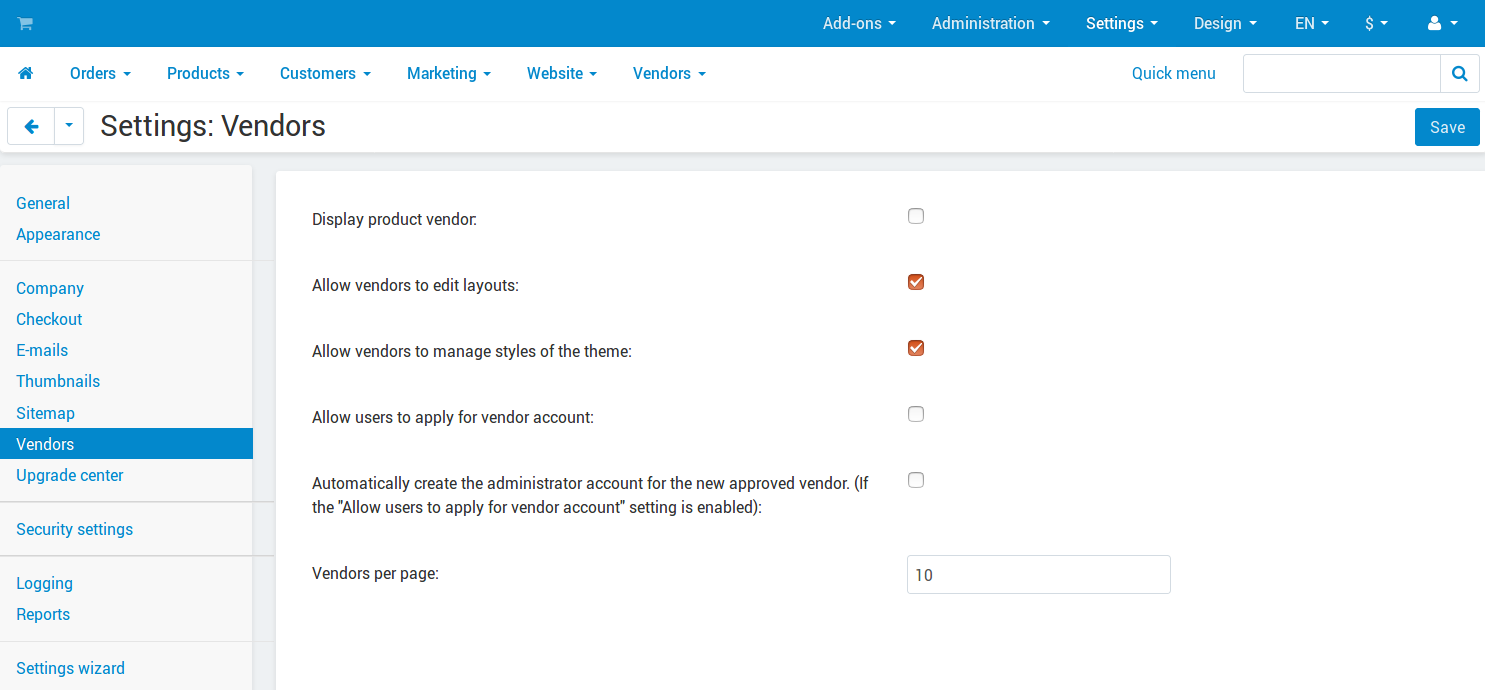 Add-ons Administration Settings Design EN $
Orders Products Customers Marketing Website Vendors Quick menu
Settings: Vendors Save
General
Appearance
Company
Checkout
E-mails
Thumbnails
Sitemap
Vendors
Upgrade center
Security settings
Logging
Reports
Settings wizard
Display product vendor:
Allow vendors to edit layouts:
Allow vendors to manage styles of the theme:
Allow users to apply for vendor account:
Automatically create the administrator account for the new approved vendor. (If
the "Allow users to apply for vendor account" setting is enabled):
Vendors per page: 10